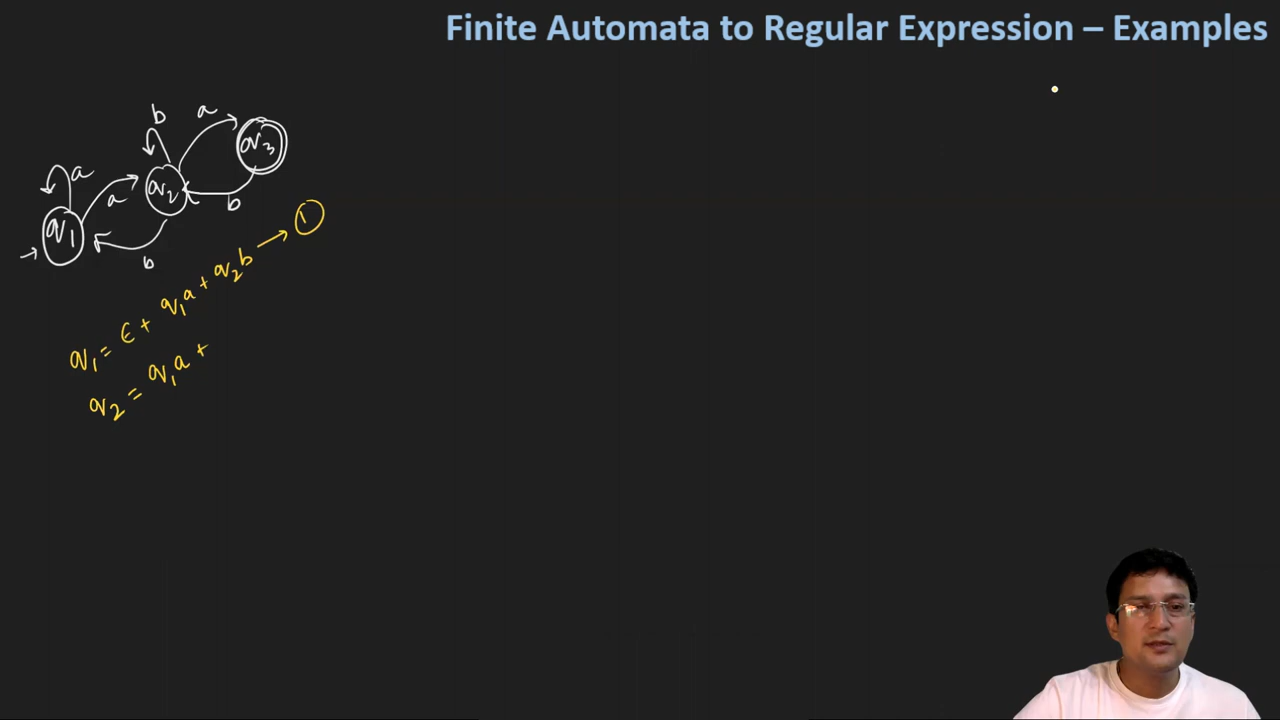 Finite Automata to Regular Expression – Examples
b
a
q3
a
q2
a
b
q1
b
q1 = ϵ + q1a + q2b → ①
q2 = q1a +